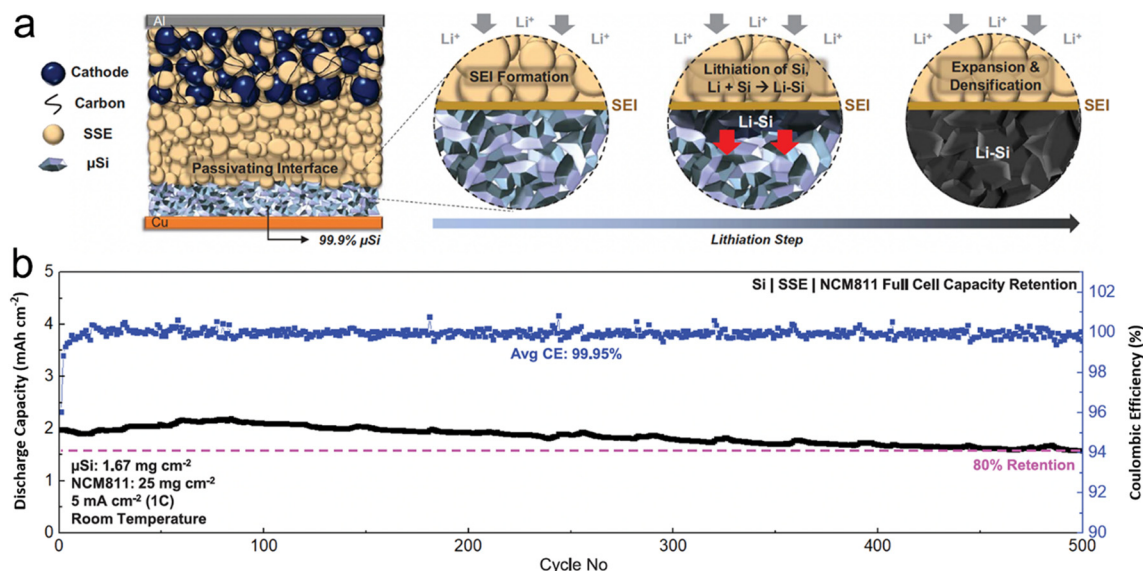 a
Al
Cathode
Carbon
SSE
μSi
Passivating Interface
Cu
99.9% μSi
Li⁺
Li⁺ Li⁺
SEI Formation
SEI
Li⁺
Li⁺ Li⁺
Lithiation of Si,
Li + Si → Li-Si
SEI
Li-Si
Li⁺
Li⁺ Li⁺
Expansion &
Densification
SEI
Li-Si
Lithiation Step
b
Si | SSE | NCM811 Full Cell Capacity Retention
Avg CE: 99.95%
80% Retention
μSi: 1.67 mg cm⁻²
NCM811: 25 mg cm⁻²
5 mA cm⁻² (1C)
Room Temperature
Discharge Capacity (mAh cm⁻²)
5
4
3
2
1
0
Coulombic Efficiency (%)
102
100
98
96
94
92
90
0 100 200 300 400 500
Cycle No